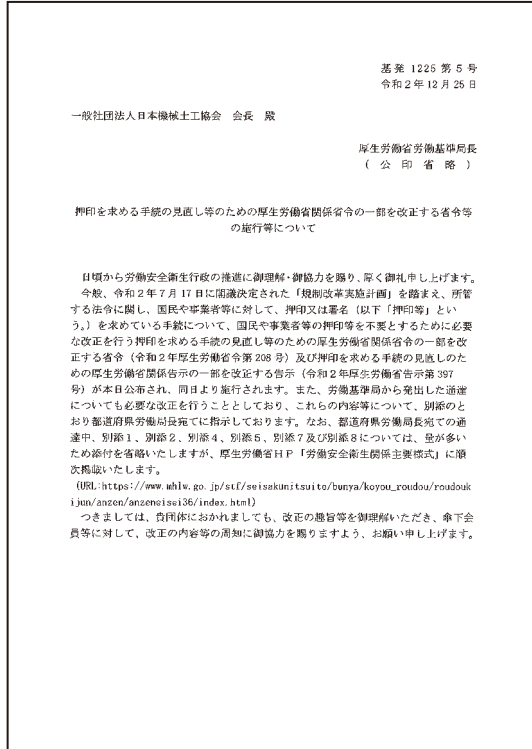 基発 1225 第 5 号
令和2年12月25日
一般社団法人日本機械土工協会　会長　殿
厚生労働省労働基準局長
（ 公 印 省 略 ）
押印を求める手続の見直し等のための厚生労働省関係省令の一部を改正する省令等
の施行等について
日頃から労働安全衛生行政の推進に御理解・御協力を賜り、厚く御礼申し上げます。
今般、令和２年７月17日に閣議決定された「規制改革実施計画」を踏まえ、所管
する法令に関し、国民や事業者等に対して、押印又は署名（以下「押印等」とい
う。）を求めている手続について、国民や事業者等の押印等を不要とするために必要
な改正を行う押印を求める手続の見直し等のための厚生労働省関係省令の一部を改
正する省令（令和２年厚生労働省令第 208 号）及び押印を求める手続の見直しのた
めの厚生労働省関係告示の一部を改正する告示（令和２年厚生労働省告示第 397
号）が本日公布され、同日より施行されます。また、労働基準局から発出した通達
についても必要な改正を行うこととしており、これらの内容等について、別添のと
おり都道府県労働局長宛てに指示しております。なお、都道府県労働局長宛ての通
達中、別添１、別添２、別添４、別添５、別添７及び別添８については、量が多い
ため添付を省略いたしますが、厚生労働省ＨＰ「労働安全衛生関係主要様式」に順
次掲載いたします。
(URL:https://www.mhlw.go.jp/stf/seisakunitsuite/bunya/koyou_roudou/roudouk
ijun/anzen/anzeneisei36/index.html)
つきましては、貴団体におかれましても、改正の趣旨等を御理解いただき、傘下会
員等に対して、改正の内容等の周知に御協力を賜りますよう、お願い申し上げます。